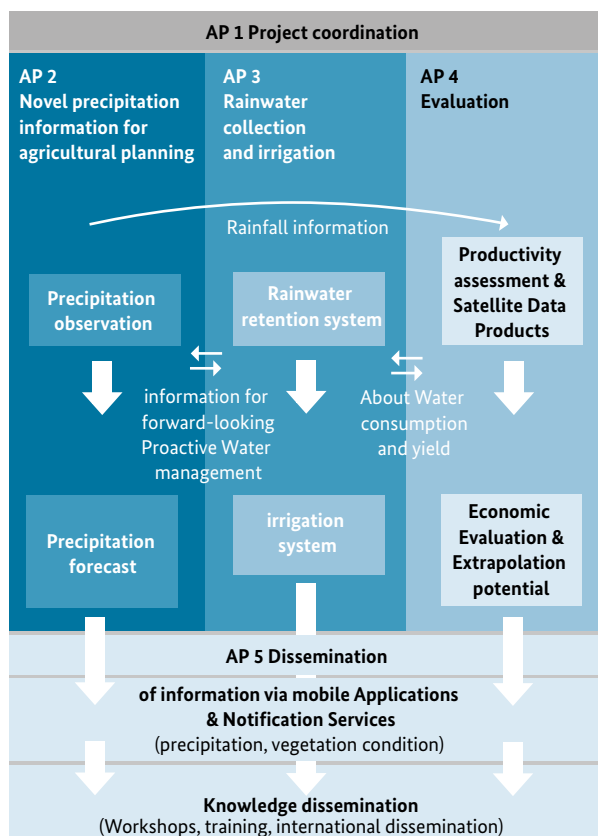 AP 1 Project coordination
AP 2
Novel precipitation
information for
agricultural planning
AP 3
Rainwater
collection
and irrigation
AP 4
Evaluation
Rainfall information
Precipitation
observation
Rainwater
retention system
Productivity
assessment &
Satellite Data
Products
information for
forward-looking
Proactive Water
management
About Water
consumption
and yield
Precipitation
forecast
irrigation
system
Economic
Evaluation &
Extrapolation
potential
AP 5 Dissemination
of information via mobile Applications
& Notification Services
(precipitation, vegetation condition)
Knowledge dissemination
(Workshops, training, international dissemination)